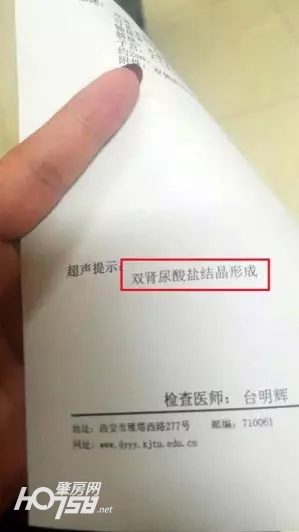 超声提示：
双肾尿酸盐结晶形成
检查医师： 台明辉
地址：西安市雁塔西路277号 邮编：710061
网址：www.dyyy.xjtu.edu.cn
肇房网
HO758.net